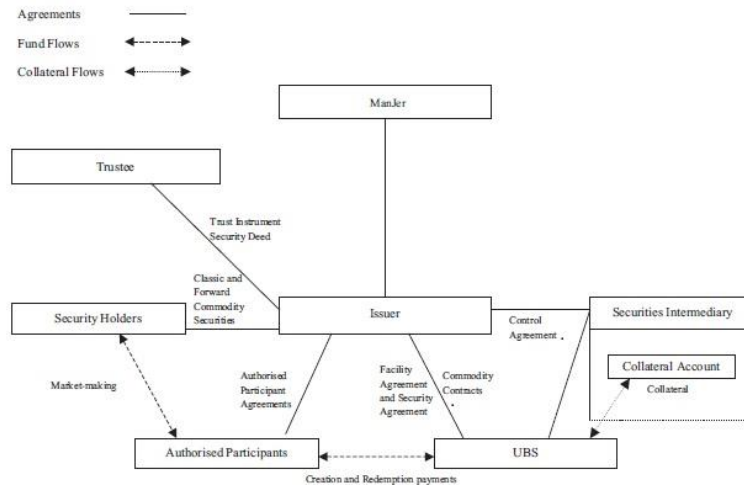 Agreements
Fund Flows
Collateral Flows
ManJer
Trustee
Trust Instrument
Security Deed
Classic and
Forward
Commodity
Securities
Security Holders
Issuer
Securities Intermediary
Control
Agreement
Collateral Account
Collateral
Market-making
Authorised
Participant
Agreements
Facility
Agreement
and Security
Agreement
Commodity
Contracts
Authorised Participants
UBS
Creation and Redemption payments